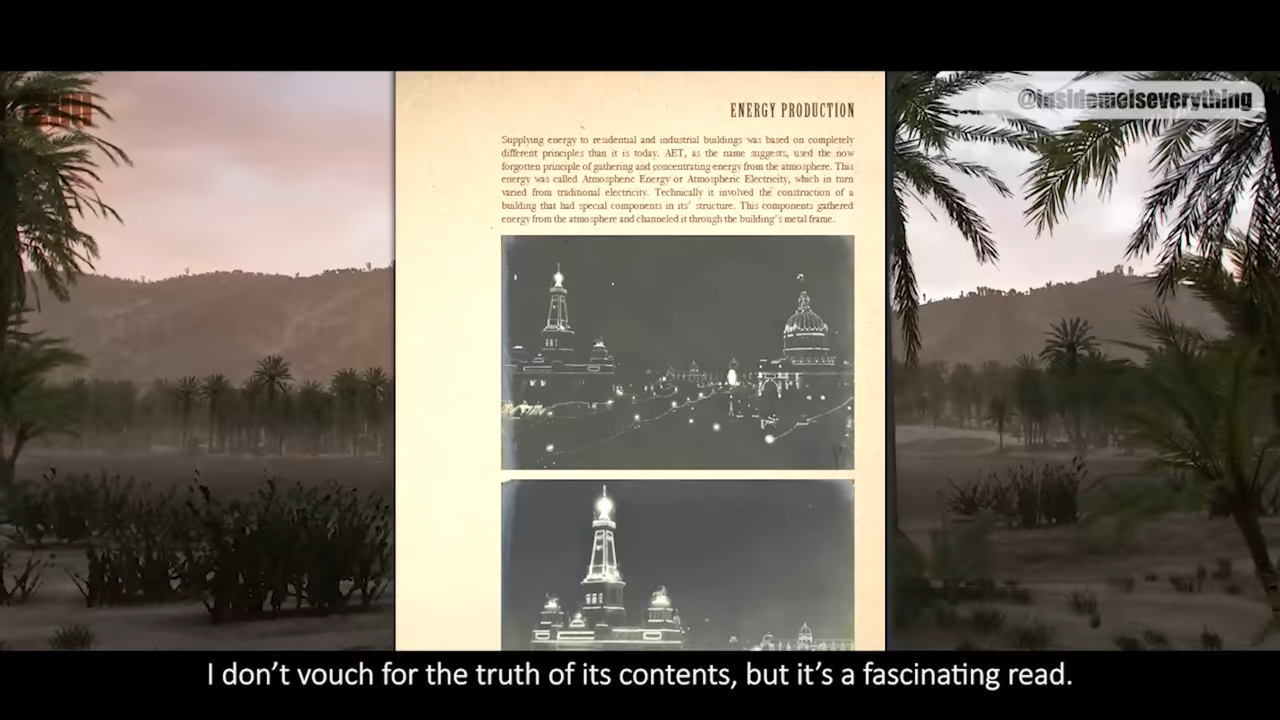 @insidemeiseverything
ENERGY PRODUCTION
Supplying energy to residential and industrial buildings was based on completely
different principles than it is today. AET, as the name suggests, used the now
forgotten principle of gathering and concentrating energy from the atmosphere. This
energy was called Atmospheric Energy or Atmospheric Electricity, which in turn
varied from traditional electricity. Technically it involved the construction of a
building that had special components in its' structure. This components gathered
energy from the atmosphere and channeled it through the building's metal frame.
I don't vouch for the truth of its contents, but it's a fascinating read.